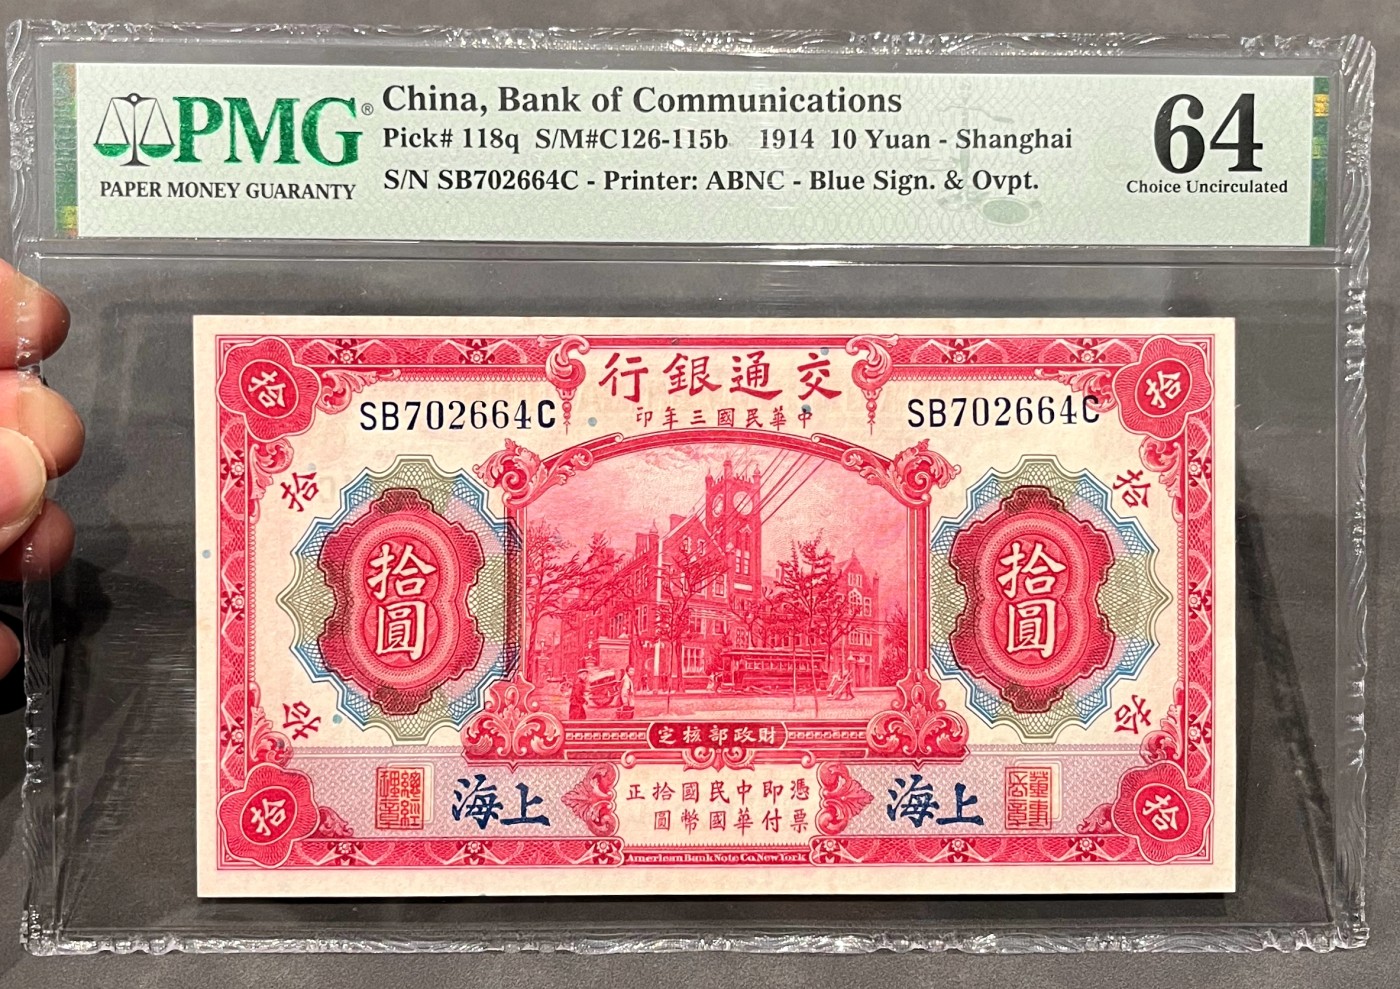 PMG®
PAPER MONEY GUARANTY
China, Bank of Communications
Pick# 118q S/M#C126-115b 1914 10 Yuan - Shanghai
S/N SB702664C - Printer: ABNC - Blue Sign. & Ovpt.
64
Choice Uncirculated
拾
行銀通交
拾
SB702664C
印年三國民華中
SB702664C
拾
拾
拾圓
拾圓
拾
拾
定核部政財
海上
憑票即付中華民國國幣拾圓正
海上
拾
拾
American Bank Note Co. New York